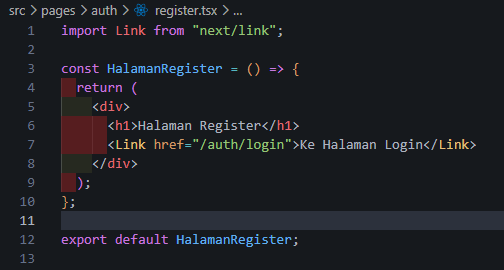 src > pages > auth > register.tsx > ...
1 import Link from "next/link";
2
3 const HalamanRegister = () => {
4 return (
5 <div>
6 <h1>Halaman Register</h1>
7 <Link href="/auth/login">Ke Halaman Login</Link>
8 </div>
9 );
10 };
11
12 export default HalamanRegister;
13